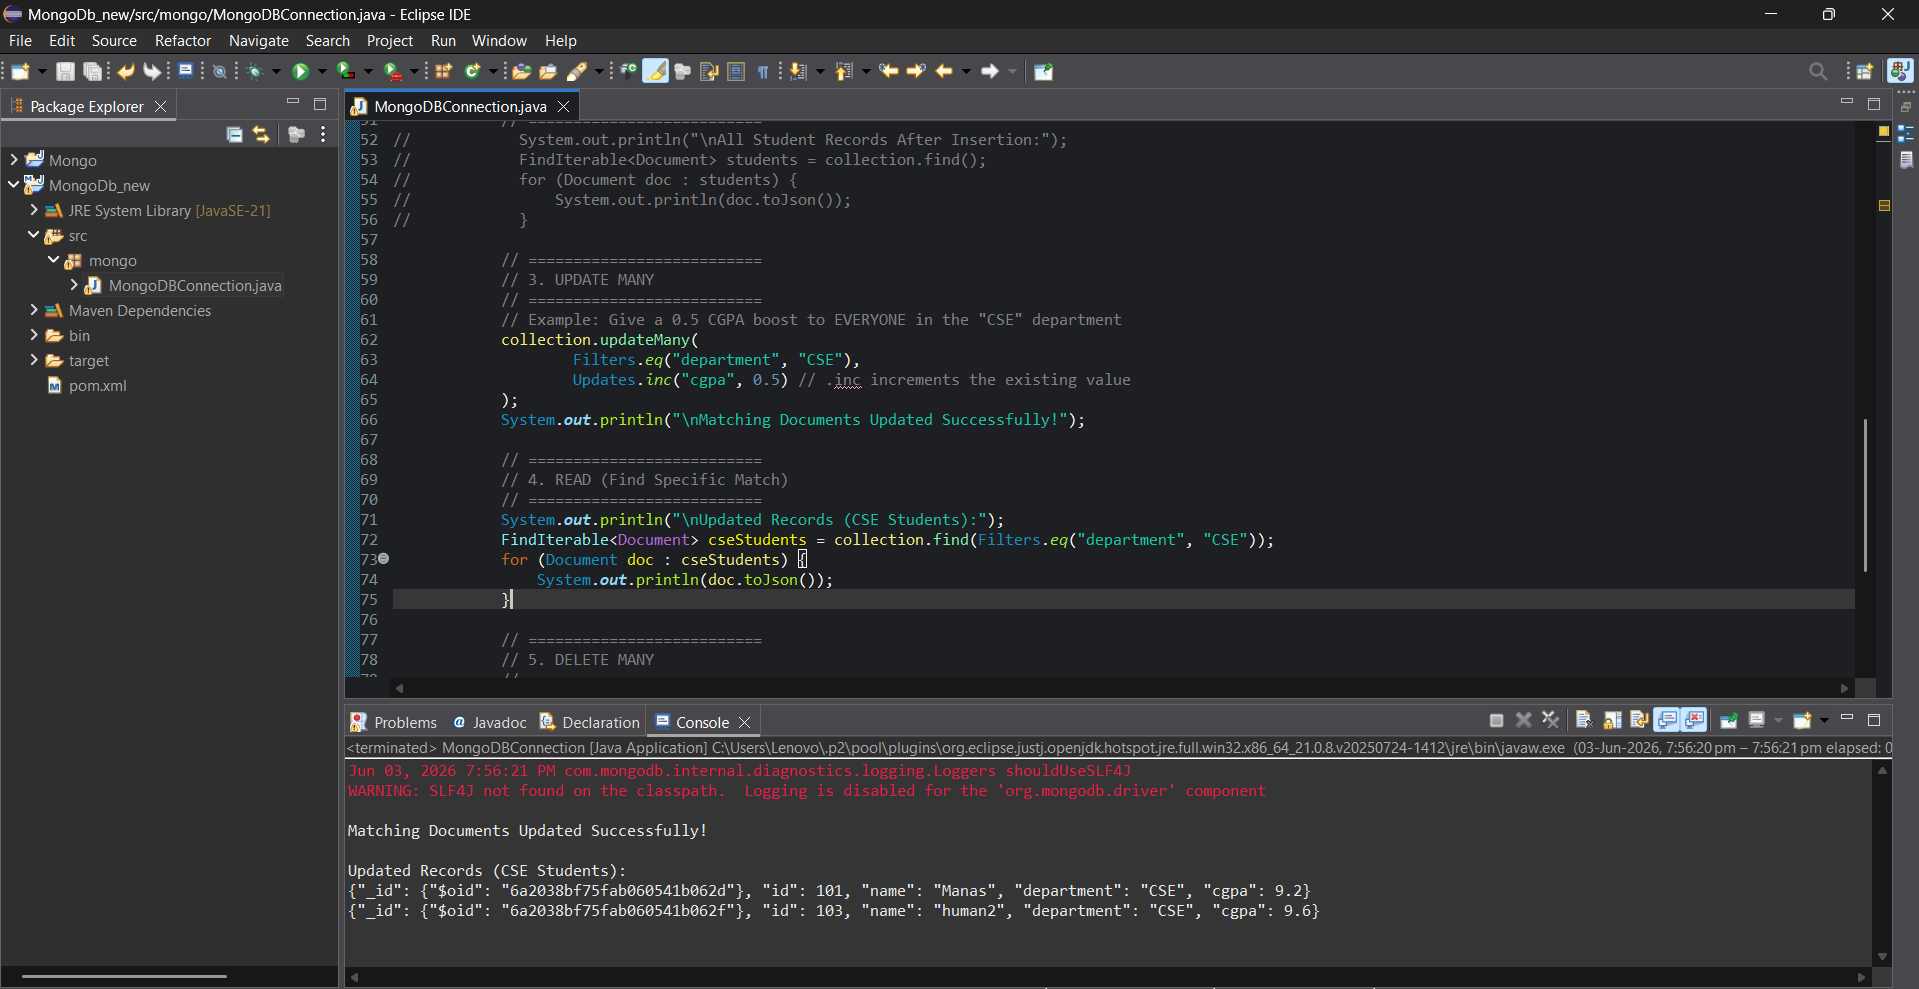 MongoDb_new/src/mongo/MongoDBConnection.java - Eclipse IDE
File Edit Source Refactor Navigate Search Project Run Window Help
Package Explorer
Mongo
MongoDb_new
JRE System Library [JavaSE-21]
src
mongo
MongoDBConnection.java
Maven Dependencies
bin
target
pom.xml
MongoDBConnection.java
51 // ==========================
52 // System.out.println("\nAll Student Records After Insertion:");
53 // FindIterable<Document> students = collection.find();
54 // for (Document doc : students) {
55 // System.out.println(doc.toJson());
56 // }
57
58 // ==========================
59 // 3. UPDATE MANY
60 // ==========================
61 // Example: Give a 0.5 CGPA boost to EVERYONE in the "CSE" department
62 collection.updateMany(
63 Filters.eq("department", "CSE"),
64 Updates.inc("cgpa", 0.5) // .inc increments the existing value
65 );
66 System.out.println("\nMatching Documents Updated Successfully!");
67
68 // ==========================
69 // 4. READ (Find Specific Match)
70 // ==========================
71 System.out.println("\nUpdated Records (CSE Students):");
72 FindIterable<Document> cseStudents = collection.find(Filters.eq("department", "CSE"));
73 for (Document doc : cseStudents) {
74 System.out.println(doc.toJson());
75 }
76
77 // ==========================
78 // 5. DELETE MANY
79 //
Problems Javadoc Declaration Console
<terminated> MongoDBConnection [Java Application] C:\Users\Lenovo\.p2\pool\plugins\org.eclipse.justj.openjdk.hotspot.jre.full.win32.x86_64_21.0.8.v20250724-1412\jre\bin\javaw.exe (03-Jun-2026, 7:56:20 pm – 7:56:21 pm elapsed: 0
Jun 03, 2026 7:56:21 PM com.mongodb.internal.diagnostics.logging.Loggers shouldUseSLF4J
WARNING: SLF4J not found on the classpath. Logging is disabled for the 'org.mongodb.driver' component
Matching Documents Updated Successfully!
Updated Records (CSE Students):
{"_id": {"$oid": "6a2038bf75fab060541b062d"}, "id": 101, "name": "Manas", "department": "CSE", "cgpa": 9.2}
{"_id": {"$oid": "6a2038bf75fab060541b062f"}, "id": 103, "name": "human2", "department": "CSE", "cgpa": 9.6}